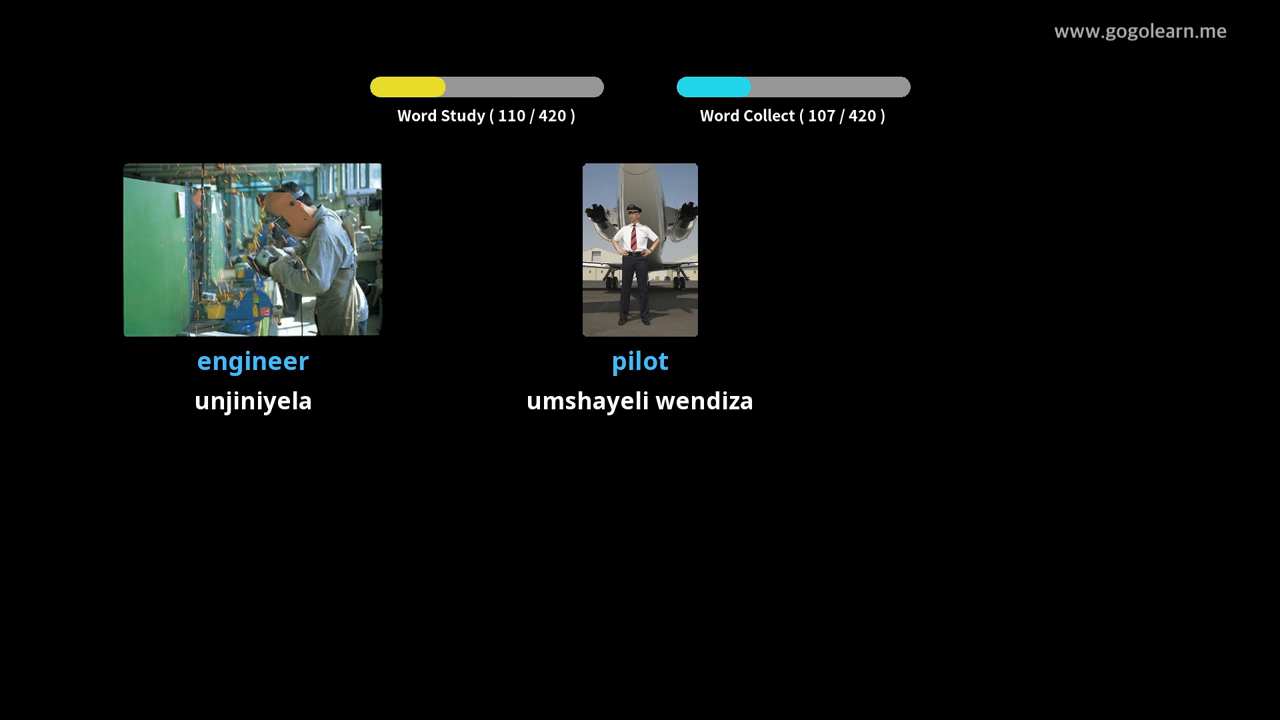 www.gogolearn.me
Word Study ( 110 / 420 )
Word Collect ( 107 / 420 )
engineer
unjiniyela
pilot
umshayeli wendiza